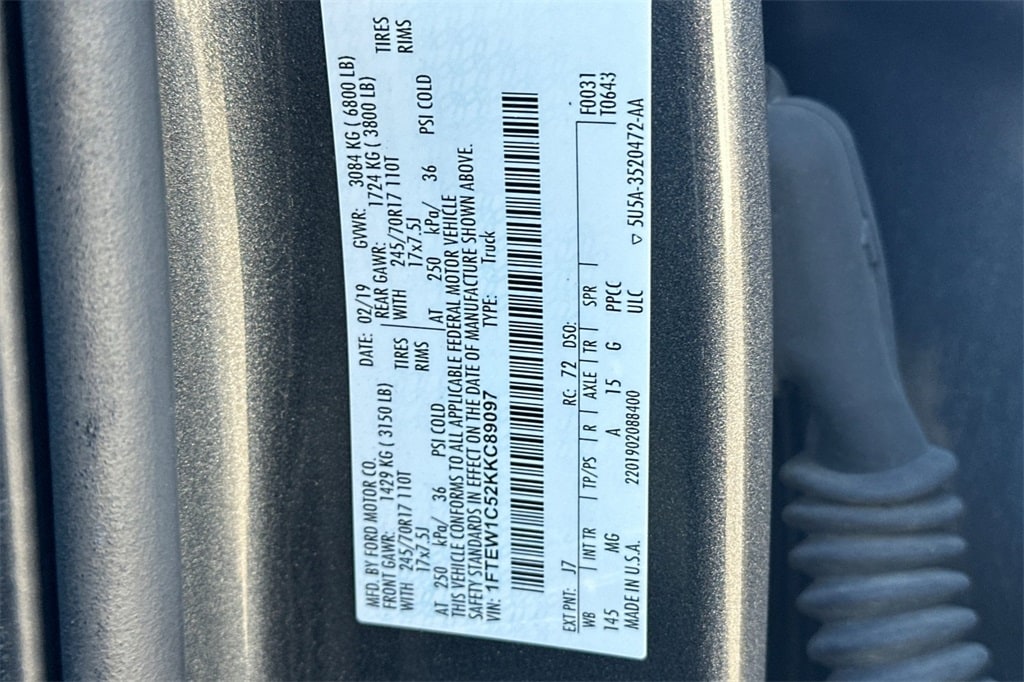 MFD. BY FORD MOTOR CO.
DATE: 02/19 GVWR: 3084 KG ( 6800 LB)
FRONT GAWR: 1429 KG ( 3150 LB) REAR GAWR: 1724 KG ( 3800 LB)
WITH 245/70R17 110T TIRES WITH 245/70R17 110T TIRES
17x7.5J RIMS 17x7.5J RIMS
AT 250 kPa/ 36 PSI COLD AT 250 kPa/ 36 PSI COLD
THIS VEHICLE CONFORMS TO ALL APPLICABLE FEDERAL MOTOR VEHICLE
SAFETY STANDARDS IN EFFECT ON THE DATE OF MANUFACTURE SHOWN ABOVE.
VIN: 1FTEW1C52KKC89097 TYPE: Truck
EXT PNT: J7 RC: 72 DSO: F0031
WB INT TR TP/PS R AXLE TR SPR T0643
145 MG A 15 G PPCC
MADE IN U.S.A. 2201902088400 ULC ▽ 5U5A-3520472-AA